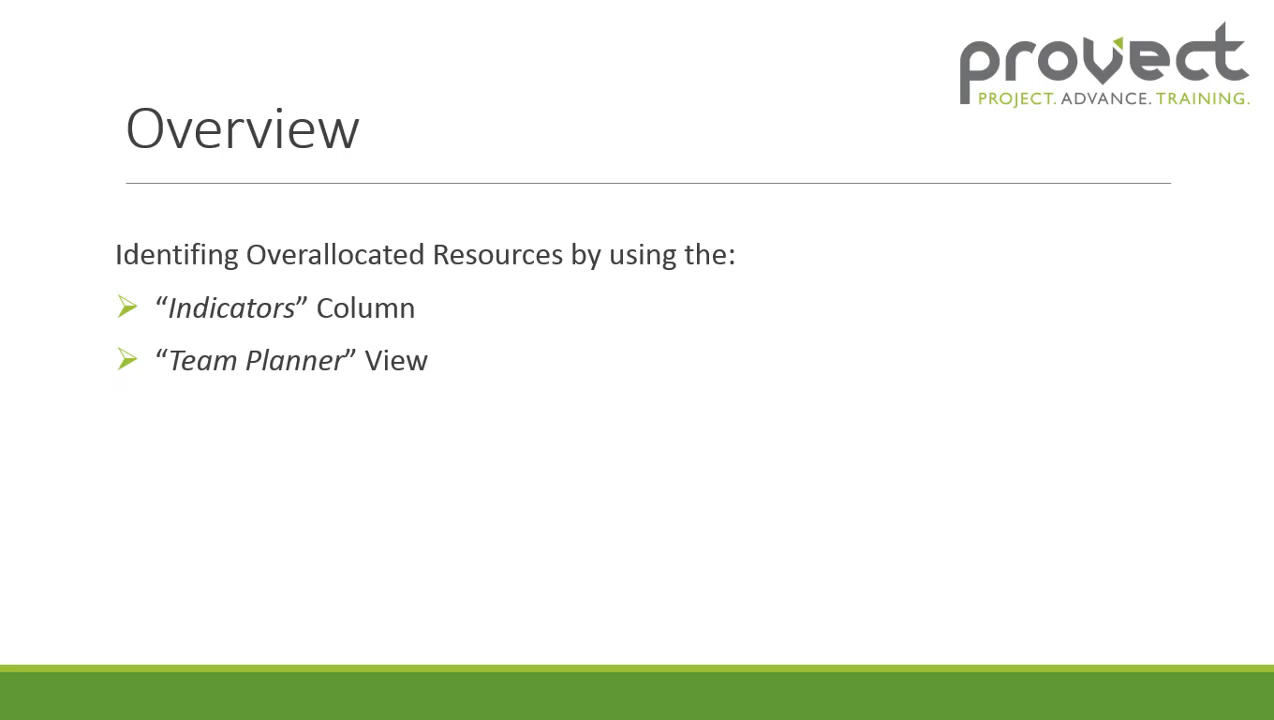 provect
PROJECT. ADVANCE. TRAINING.
Overview
Identifing Overallocated Resources by using the:
“Indicators” Column
“Team Planner” View